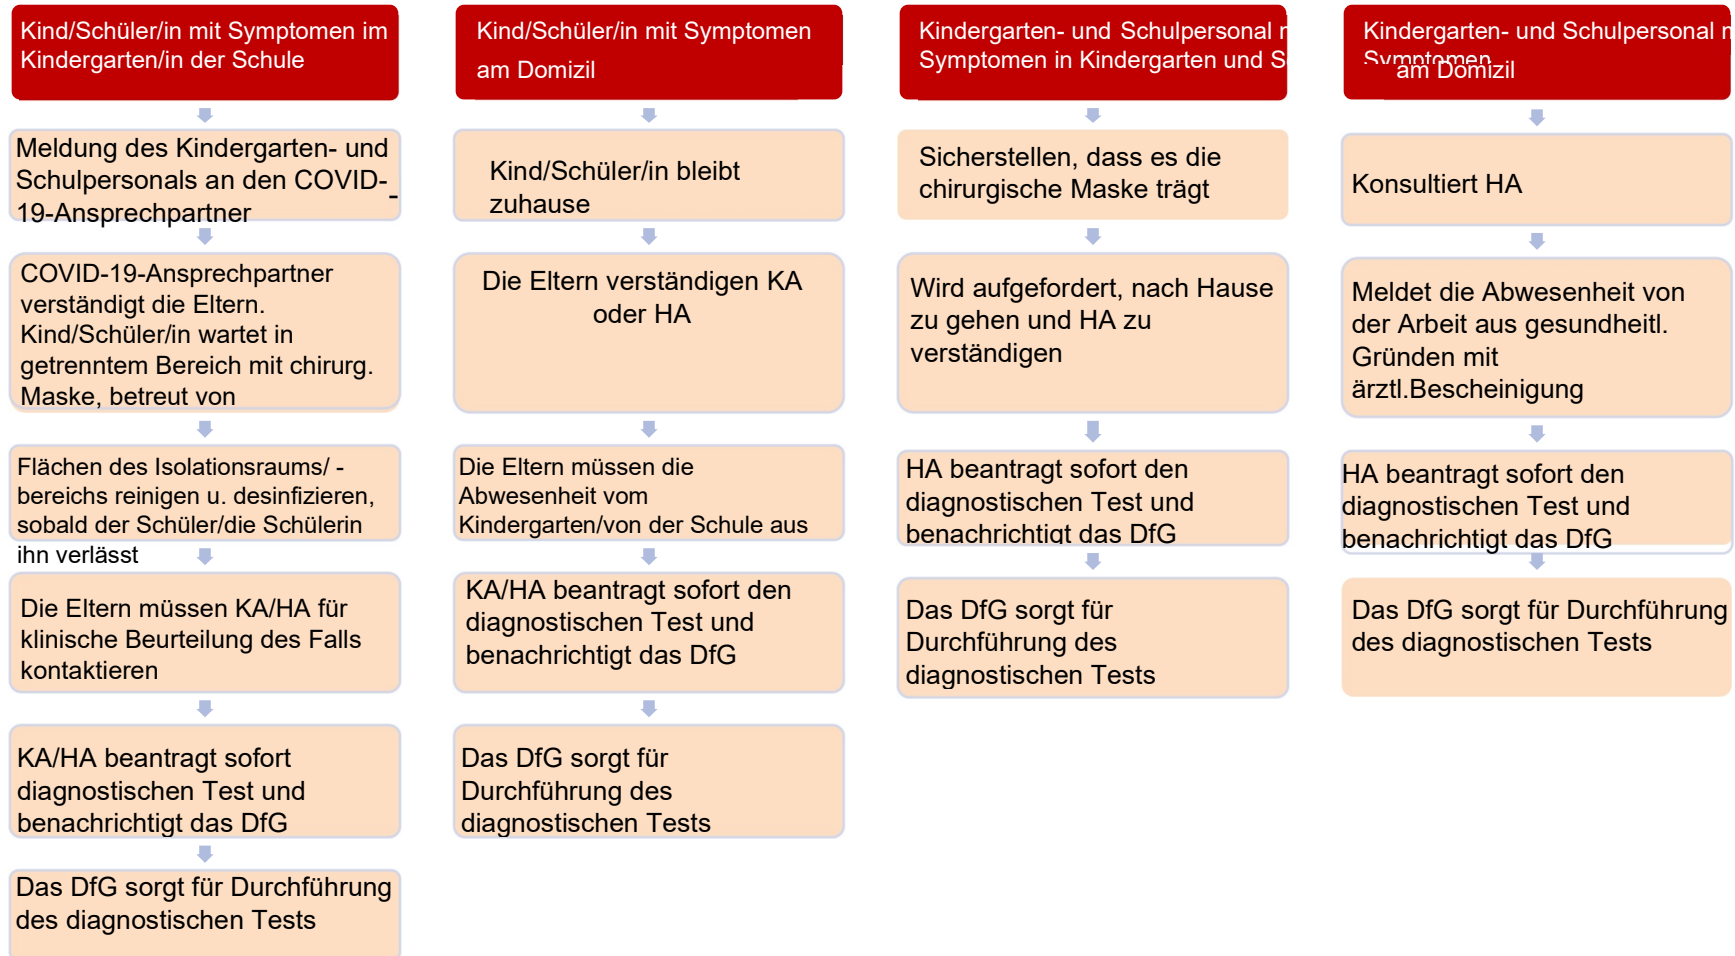 Kind/Schüler/in mit Symptomen im
Kindergarten/in der Schule
Meldung des Kindergarten- und
Schulpersonals an den COVID-
19-Ansprechpartner
COVID-19-Ansprechpartner
verständigt die Eltern.
Kind/Schüler/in wartet in
getrenntem Bereich mit chirurg.
Maske, betreut von
Flächen des Isolationsraums/ -
bereichs reinigen u. desinfizieren,
sobald der Schüler/die Schülerin
ihn verlässt
Die Eltern müssen KA/HA für
klinische Beurteilung des Falls
kontaktieren
KA/HA beantragt sofort
diagnostischen Test und
benachrichtigt das DfG
Das DfG sorgt für Durchführung
des diagnostischen Tests
Kind/Schüler/in mit Symptomen
am Domizil
Kind/Schüler/in bleibt
zuhause
Die Eltern verständigen KA
oder HA
Die Eltern müssen die
Abwesenheit vom
Kindergarten/von der Schule aus
KA/HA beantragt sofort den
diagnostischen Test und
benachrichtigt das DfG
Das DfG sorgt für
Durchführung des
diagnostischen Tests
Kindergarten- und Schulpersonal
Symptomen in Kindergarten und
Sicherstellen, dass es die
chirurgische Maske trägt
Wird aufgefordert, nach Hause
zu gehen und HA zu
verständigen
HA beantragt sofort den
diagnostischen Test und
benachrichtigt das DfG
Das DfG sorgt für
Durchführung des
diagnostischen Tests
Kindergarten- und Schulpersonal
Symptomen
am Domizil
Konsultiert HA
Meldet die Abwesenheit von
der Arbeit aus gesundheitl.
Gründen mit
ärztl.Bescheinigung
HA beantragt sofort den
diagnostischen Test und
benachrichtigt das DfG
Das DfG sorgt für Durchführung
des diagnostischen Tests